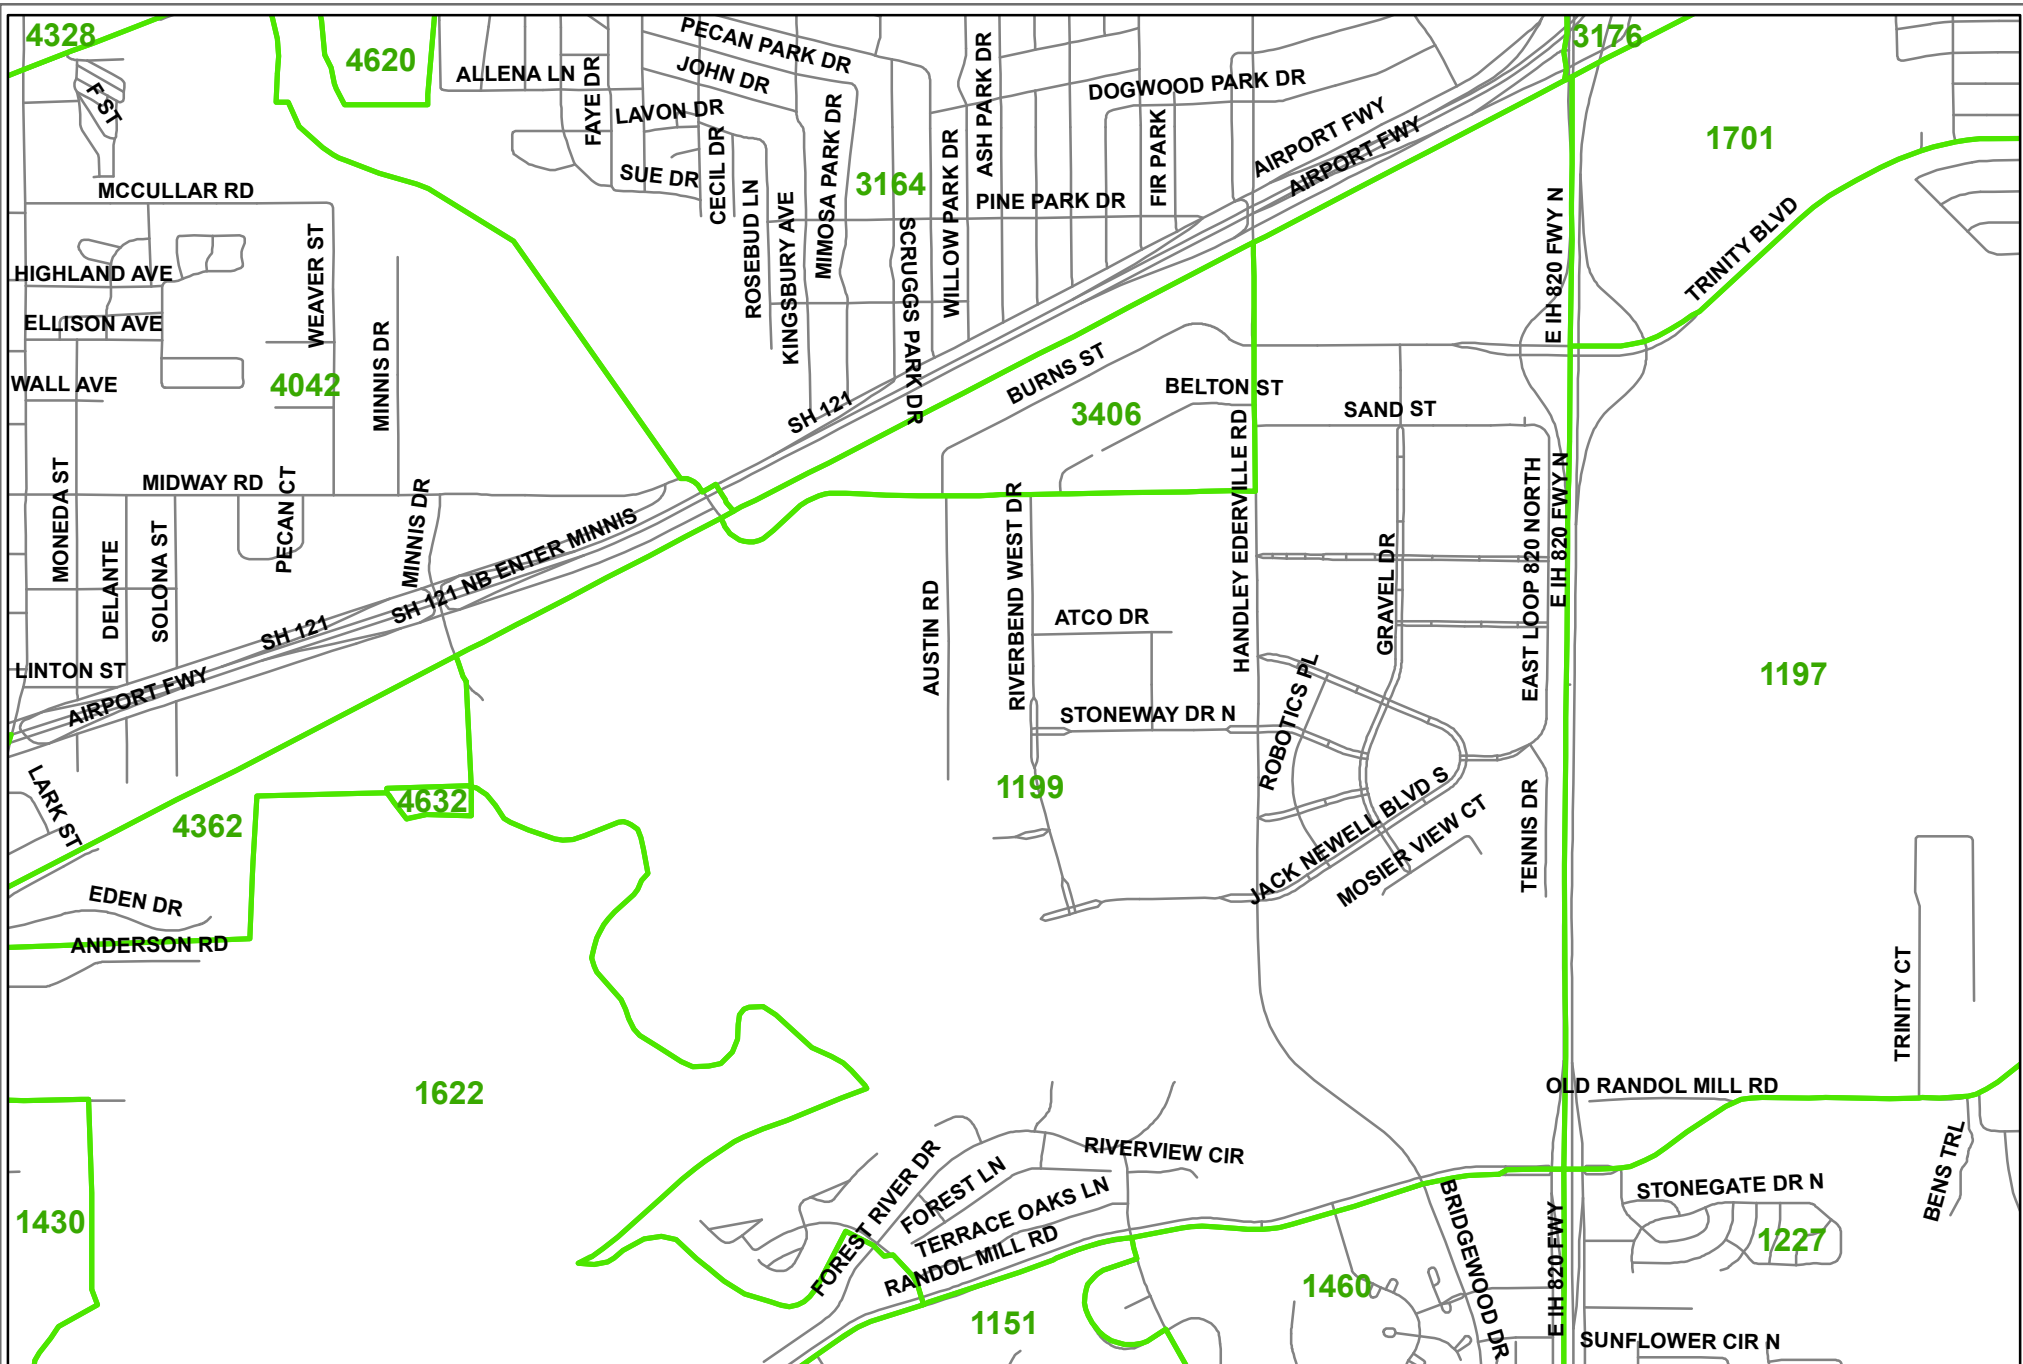 4328
4620
3176
PECAN PARK DR
ALLENA LN
JOHN DR
FAYE DR
ASH PARK DR
DOGWOOD PARK DR
F ST
LAVON DR
AIRPORT FWY
AIRPORT FWY
1701
MCCULLAR RD
SUE DR
CECIL DR
MIMOSA PARK DR
3164
WILLOW PARK DR
PINE PARK DR
FIR PARK
ROSEBUD LN
KINGSBURY AVE
SCRUGGS PARK DR
E IH 820 FWY N
TRINITY BLVD
HIGHLAND AVE
WEAVER ST
ELLISON AVE
MINNIS DR
WALL AVE
4042
SH 121
BURNS ST
3406
BELTON ST
SAND ST
HANDLEY EDERVILLE RD
MONEDA ST
MIDWAY RD
PECAN CT
MINNIS DR
SH 121 NB ENTER MINNIS
RIVERBEND WEST DR
EAST LOOP 820 NORTH
E IH 820 FWY N
DELANTE
SOLONA ST
SH 121
AUSTIN RD
ATCO DR
GRAVEL DR
LINTON ST
AIRPORT FWY
ROBOTICS PL
1197
STONEWAY DR N
1199
LARK ST
4362
4632
JACK NEWELL BLVD S
MOSIER VIEW CT
TENNIS DR
EDEN DR
ANDERSON RD
TRINITY CT
1622
OLD RANDOL MILL RD
RIVERVIEW CIR
FOREST RIVER DR
FOREST LN
TERRACE OAKS LN
RANDOL MILL RD
BRIDGEWOOD DR
STONEGATE DR N
BENS TRL
1430
1227
E IH 820 FWY
1460
1151
SUNFLOWER CIR N